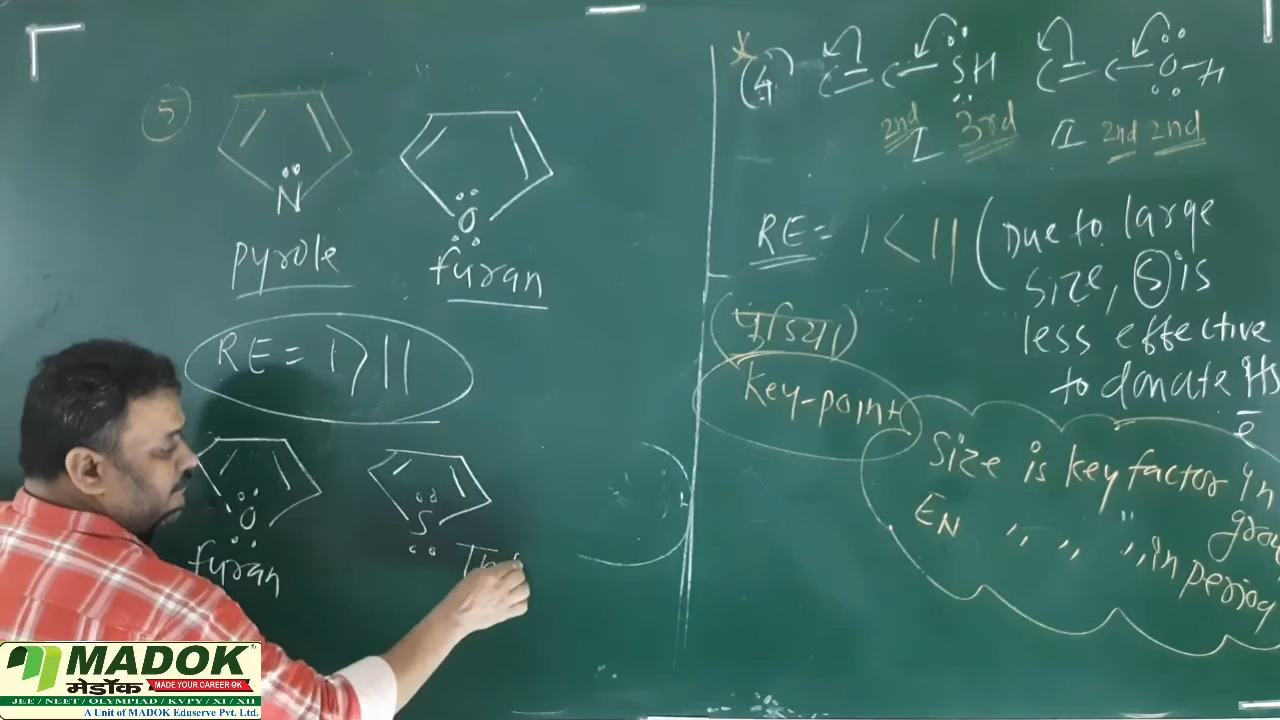 5
N
O
pyrole
furan
RE = I > II
O
S
furan
(4) C = C - SH C = C - O - H
2nd 3rd 2nd 2nd
I II
RE = I < II (Due to large
size, S is
less effective
to donate its
e
(पुडिया)
Key-point
Size is key factor in
EN " " " in period
MADOK
मेडॉक MADE YOUR CAREER OK
JEE / NEET / OLYMPIAD / KVPY / XI / XII
A Unit of MADOK Eduserve Pvt. Ltd.